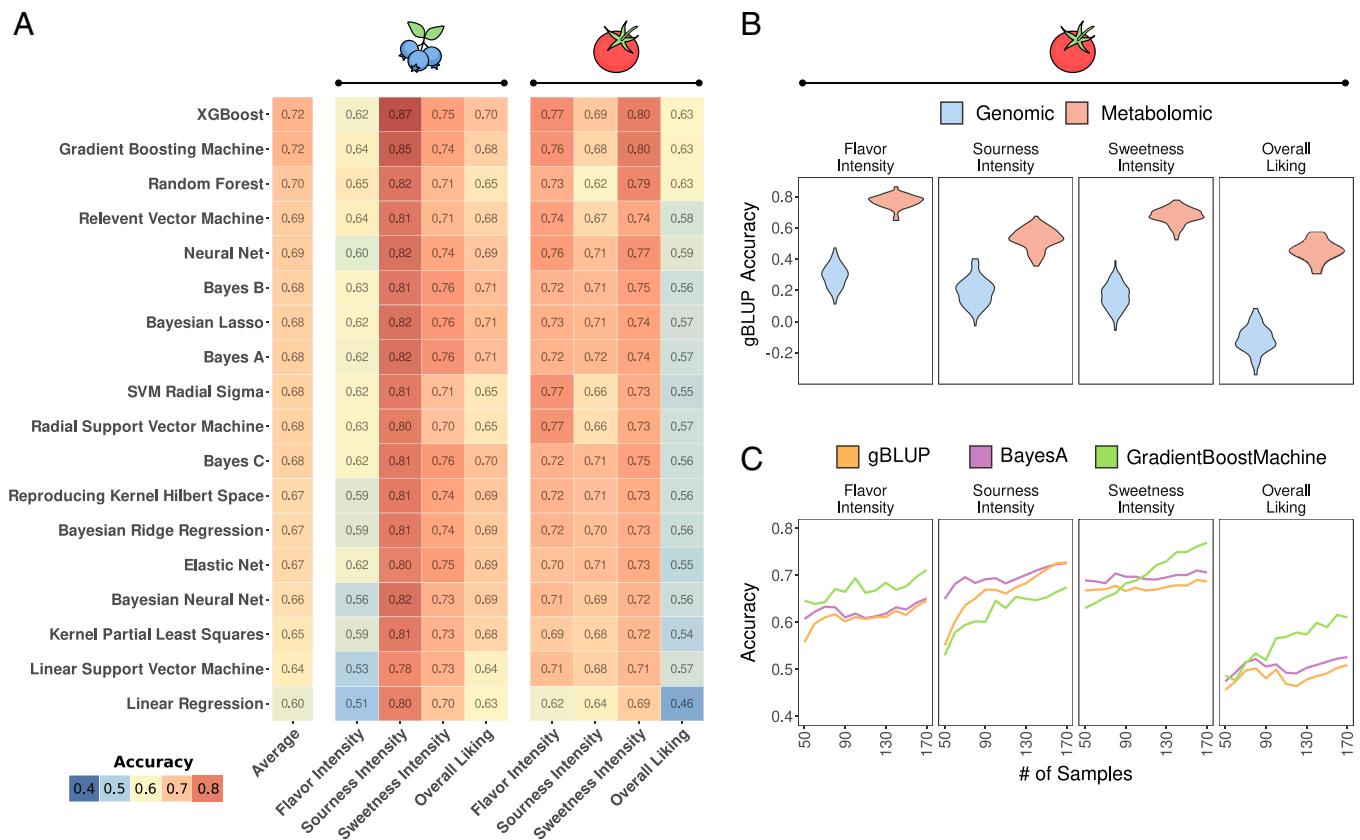 A
XGBoost 0.72 0.62 0.87 0.75 0.70 0.77 0.69 0.80 0.63
Gradient Boosting Machine 0.72 0.64 0.85 0.74 0.68 0.76 0.68 0.80 0.63
Random Forest 0.70 0.65 0.82 0.71 0.65 0.73 0.62 0.79 0.63
Relevent Vector Machine 0.69 0.64 0.81 0.71 0.68 0.74 0.67 0.74 0.58
Neural Net 0.69 0.60 0.82 0.74 0.69 0.76 0.71 0.77 0.59
Bayes B 0.68 0.63 0.81 0.76 0.71 0.72 0.71 0.75 0.56
Bayesian Lasso 0.68 0.62 0.82 0.76 0.71 0.73 0.71 0.74 0.57
Bayes A 0.68 0.62 0.82 0.76 0.71 0.72 0.72 0.74 0.57
SVM Radial Sigma 0.68 0.62 0.81 0.71 0.65 0.77 0.66 0.73 0.55
Radial Support Vector Machine 0.68 0.63 0.80 0.70 0.65 0.77 0.66 0.73 0.57
Bayes C 0.68 0.62 0.81 0.76 0.70 0.72 0.71 0.75 0.56
Reproducing Kernel Hilbert Space 0.67 0.59 0.81 0.74 0.69 0.72 0.71 0.73 0.56
Bayesian Ridge Regression 0.67 0.59 0.81 0.74 0.69 0.72 0.70 0.73 0.56
Elastic Net 0.67 0.62 0.80 0.75 0.69 0.70 0.71 0.73 0.55
Bayesian Neural Net 0.66 0.56 0.82 0.73 0.69 0.71 0.69 0.72 0.56
Kernel Partial Least Squares 0.65 0.59 0.81 0.73 0.68 0.69 0.68 0.72 0.54
Linear Support Vector Machine 0.64 0.53 0.78 0.73 0.64 0.71 0.68 0.71 0.57
Linear Regression 0.60 0.51 0.80 0.70 0.63 0.62 0.64 0.69 0.46
Average
Flavor Intensity
Sourness Intensity
Sweetness Intensity
Overall Liking
Flavor Intensity
Sourness Intensity
Sweetness Intensity
Overall Liking
Accuracy
0.4 0.5 0.6 0.7 0.8
B
Genomic Metabolomic
Flavor Intensity
Sourness Intensity
Sweetness Intensity
Overall Liking
gBLUP Accuracy
0.8
0.6
0.4
0.2
0.0
-0.2
C
gBLUP BayesA GradientBoostMachine
Flavor Intensity
Sourness Intensity
Sweetness Intensity
Overall Liking
Accuracy
0.8
0.7
0.6
0.5
0.4
50 90 130 170 50 90 130 170 50 90 130 170 50 90 130 170
# of Samples